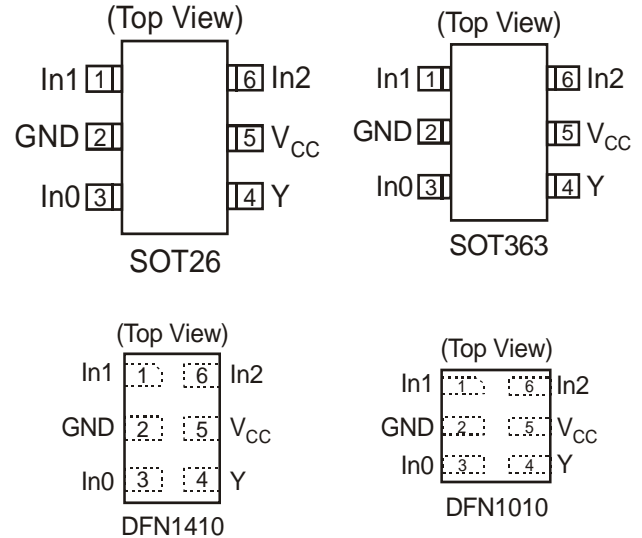 (Top View)
In1 1 6 In2
GND 2 5 VCC
In0 3 4 Y
SOT26
(Top View)
In1 1 6 In2
GND 2 5 VCC
In0 3 4 Y
SOT363
(Top View)
In1 1 6 In2
GND 2 5 VCC
In0 3 4 Y
DFN1410
(Top View)
In1 1 6 In2
GND 2 5 VCC
In0 3 4 Y
DFN1010